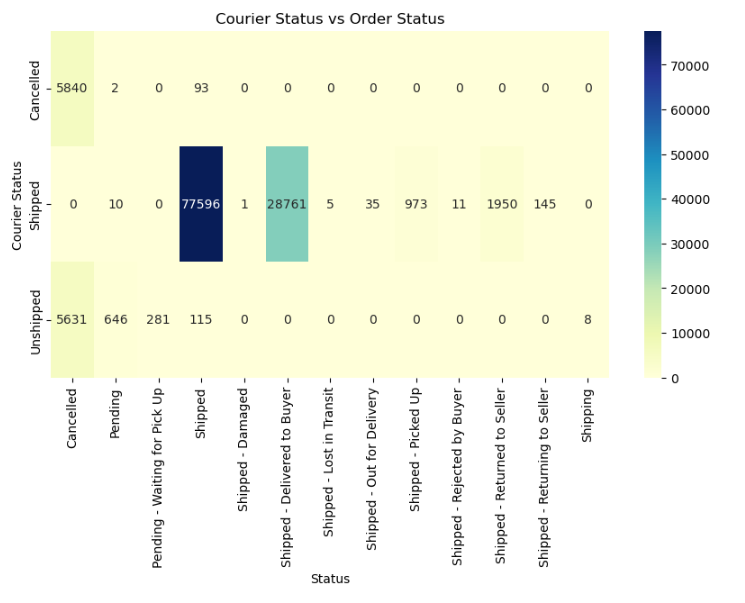 Courier Status vs Order Status
Courier Status
Cancelled
5840 2 0 93 0 0 0 0 0 0 0 0 0
Shipped
0 10 0 77596 1 28761 5 35 973 11 1950 145 0
Unshipped
5631 646 281 115 0 0 0 0 0 0 0 0 8
Cancelled
Pending
Pending - Waiting for Pick Up
Shipped
Shipped - Damaged
Shipped - Delivered to Buyer
Shipped - Lost in Transit
Shipped - Out for Delivery
Shipped - Picked Up
Shipped - Rejected by Buyer
Shipped - Returned to Seller
Shipped - Returning to Seller
Shipping
Status
70000
60000
50000
40000
30000
20000
10000
0